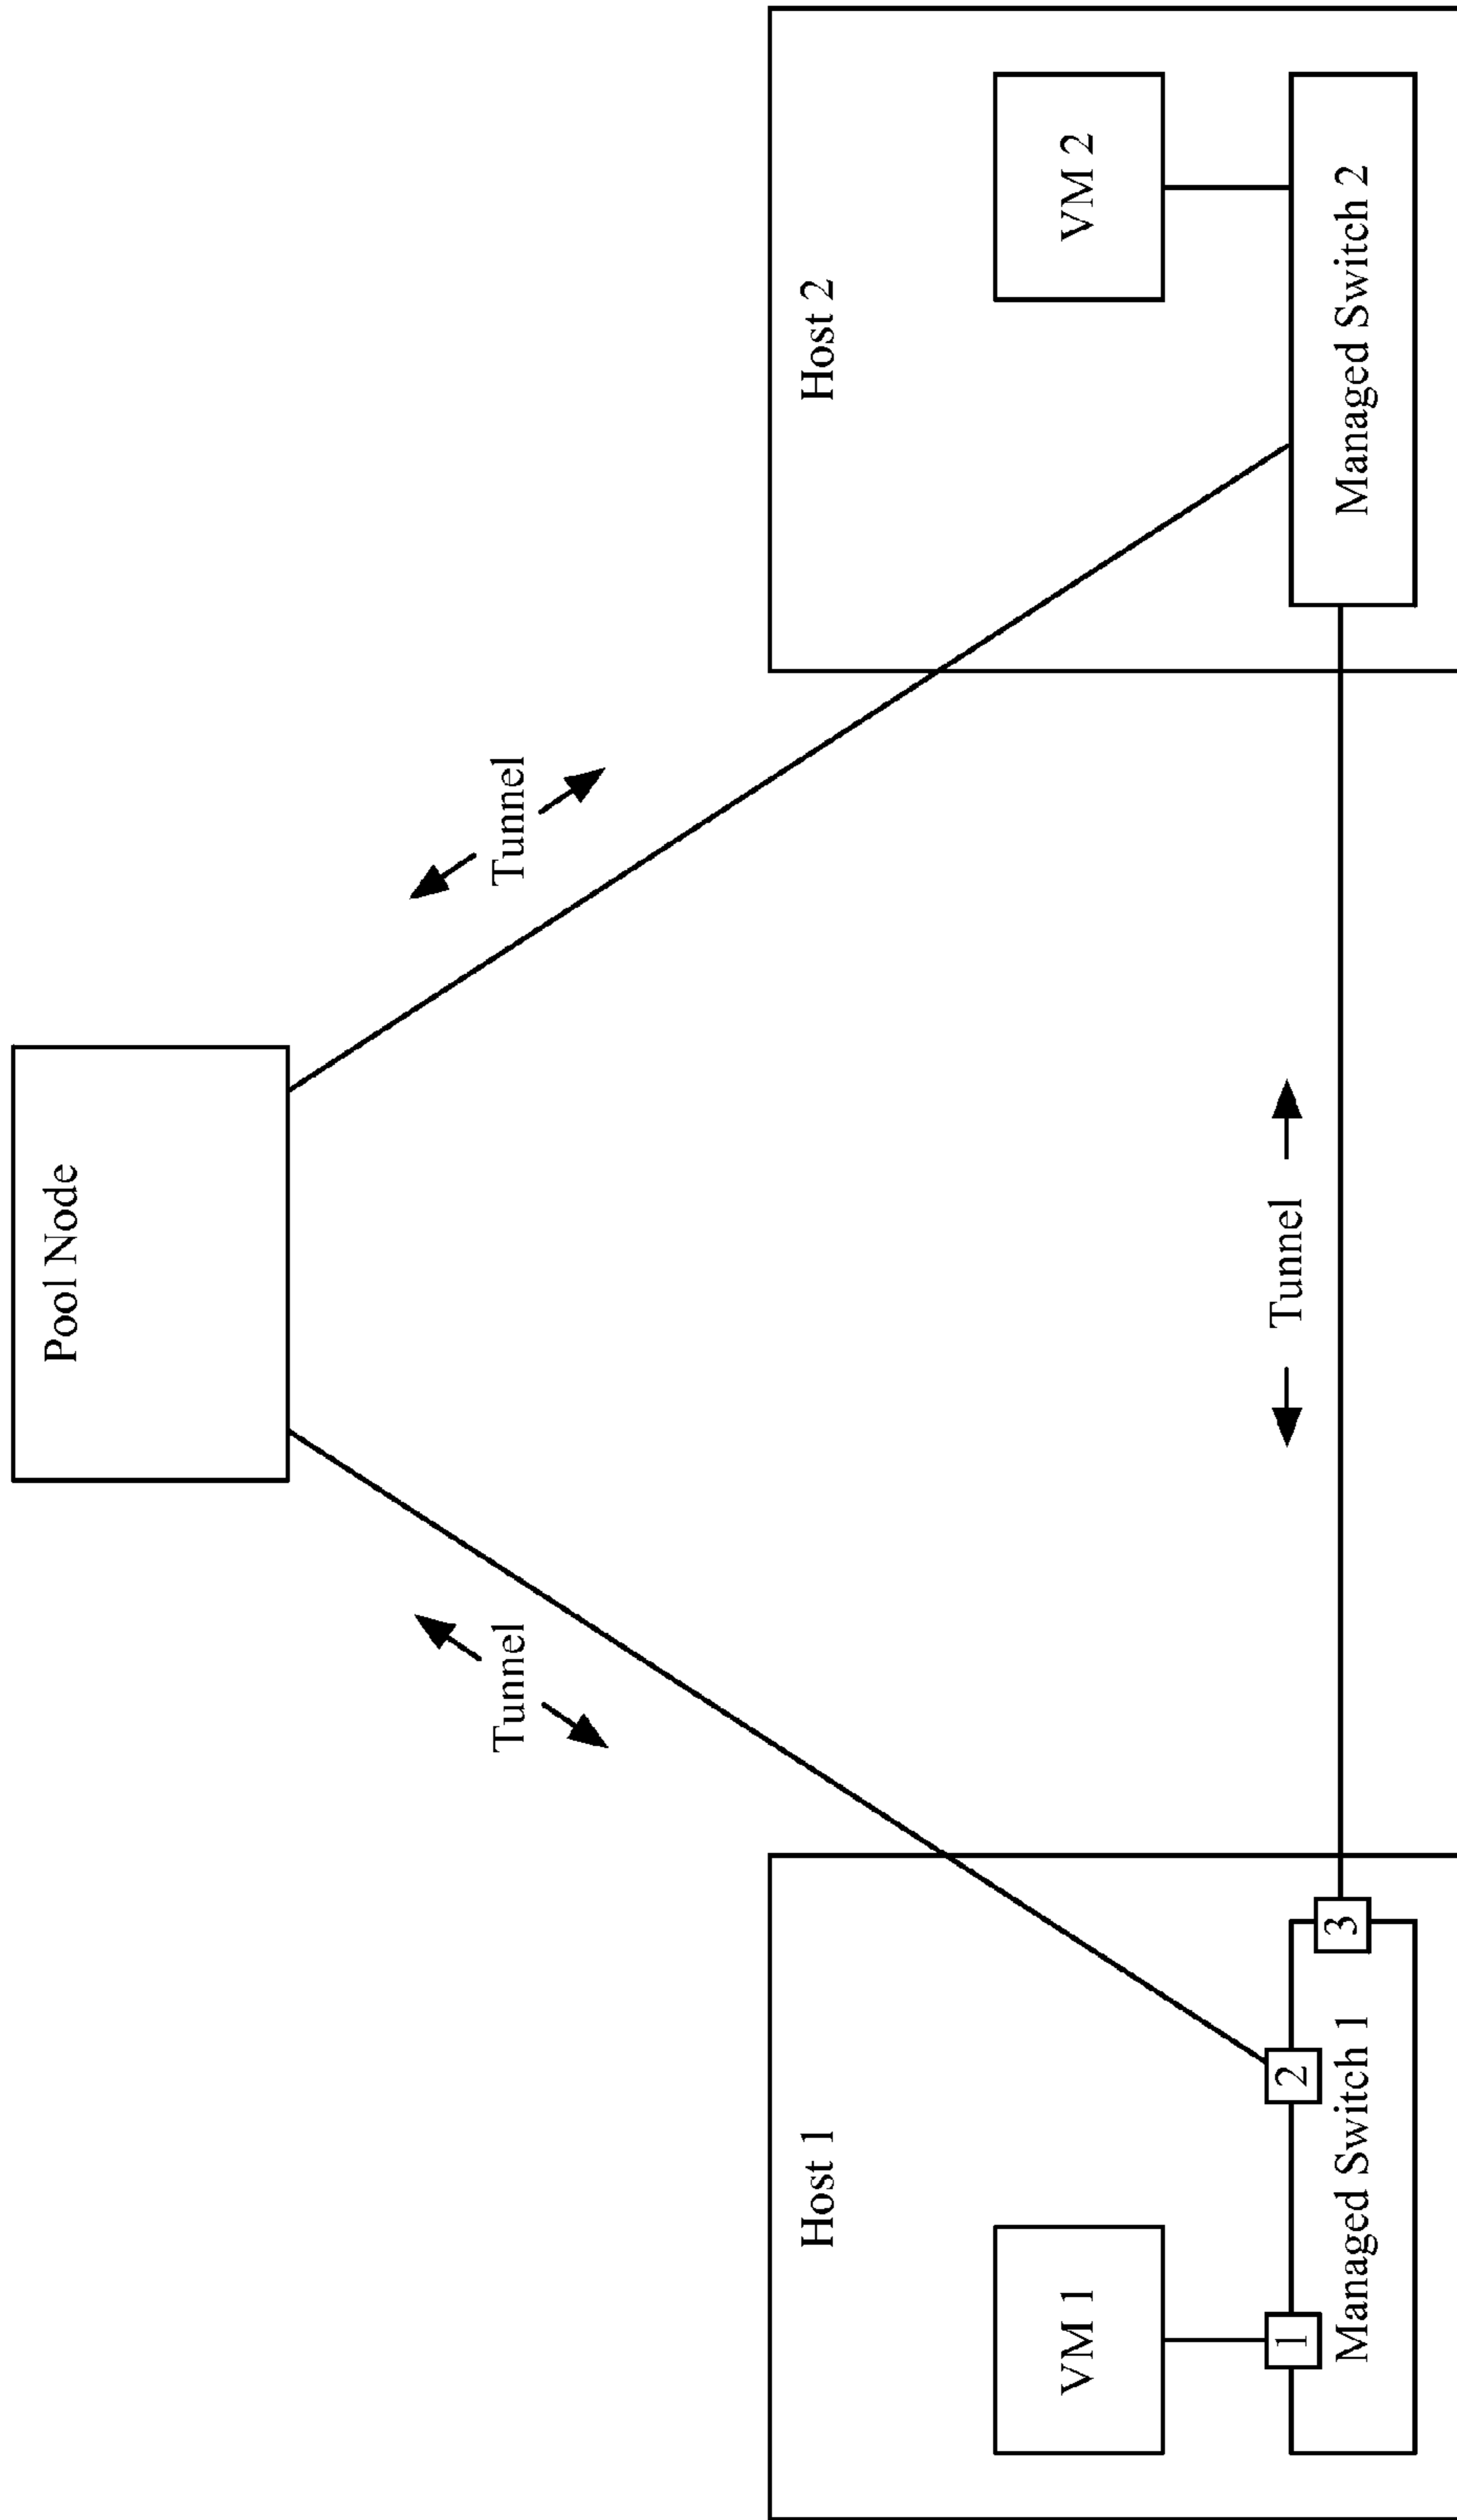 Pool Node
Tunnel
Tunnel
Host 1
Host 2
VM 1
VM 2
Tunnel
1
2
3
Managed Switch 1
Managed Switch 2